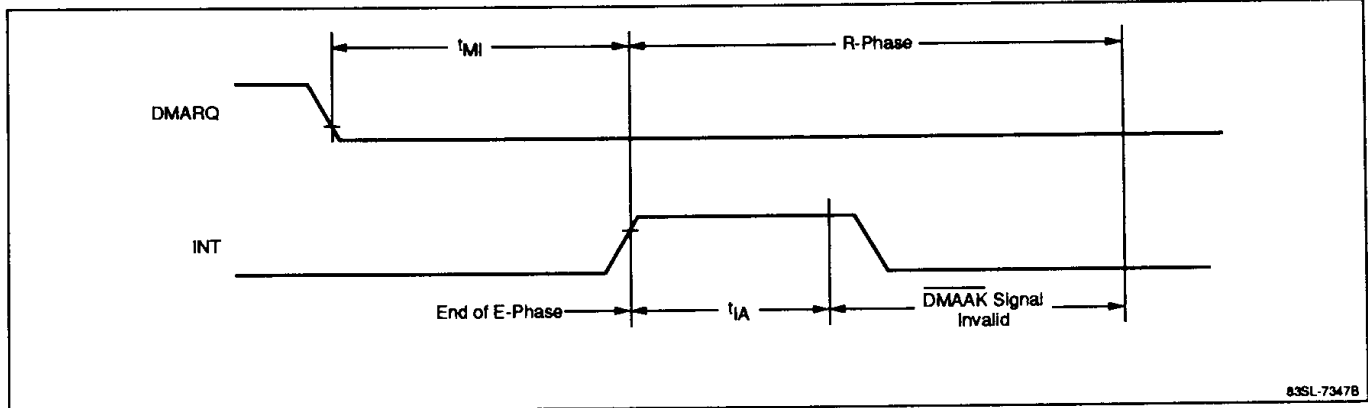 tMI
R-Phase
DMARQ
INT
End of E-Phase
tIA
DMAAK Signal
Invalid
83SL-7347B